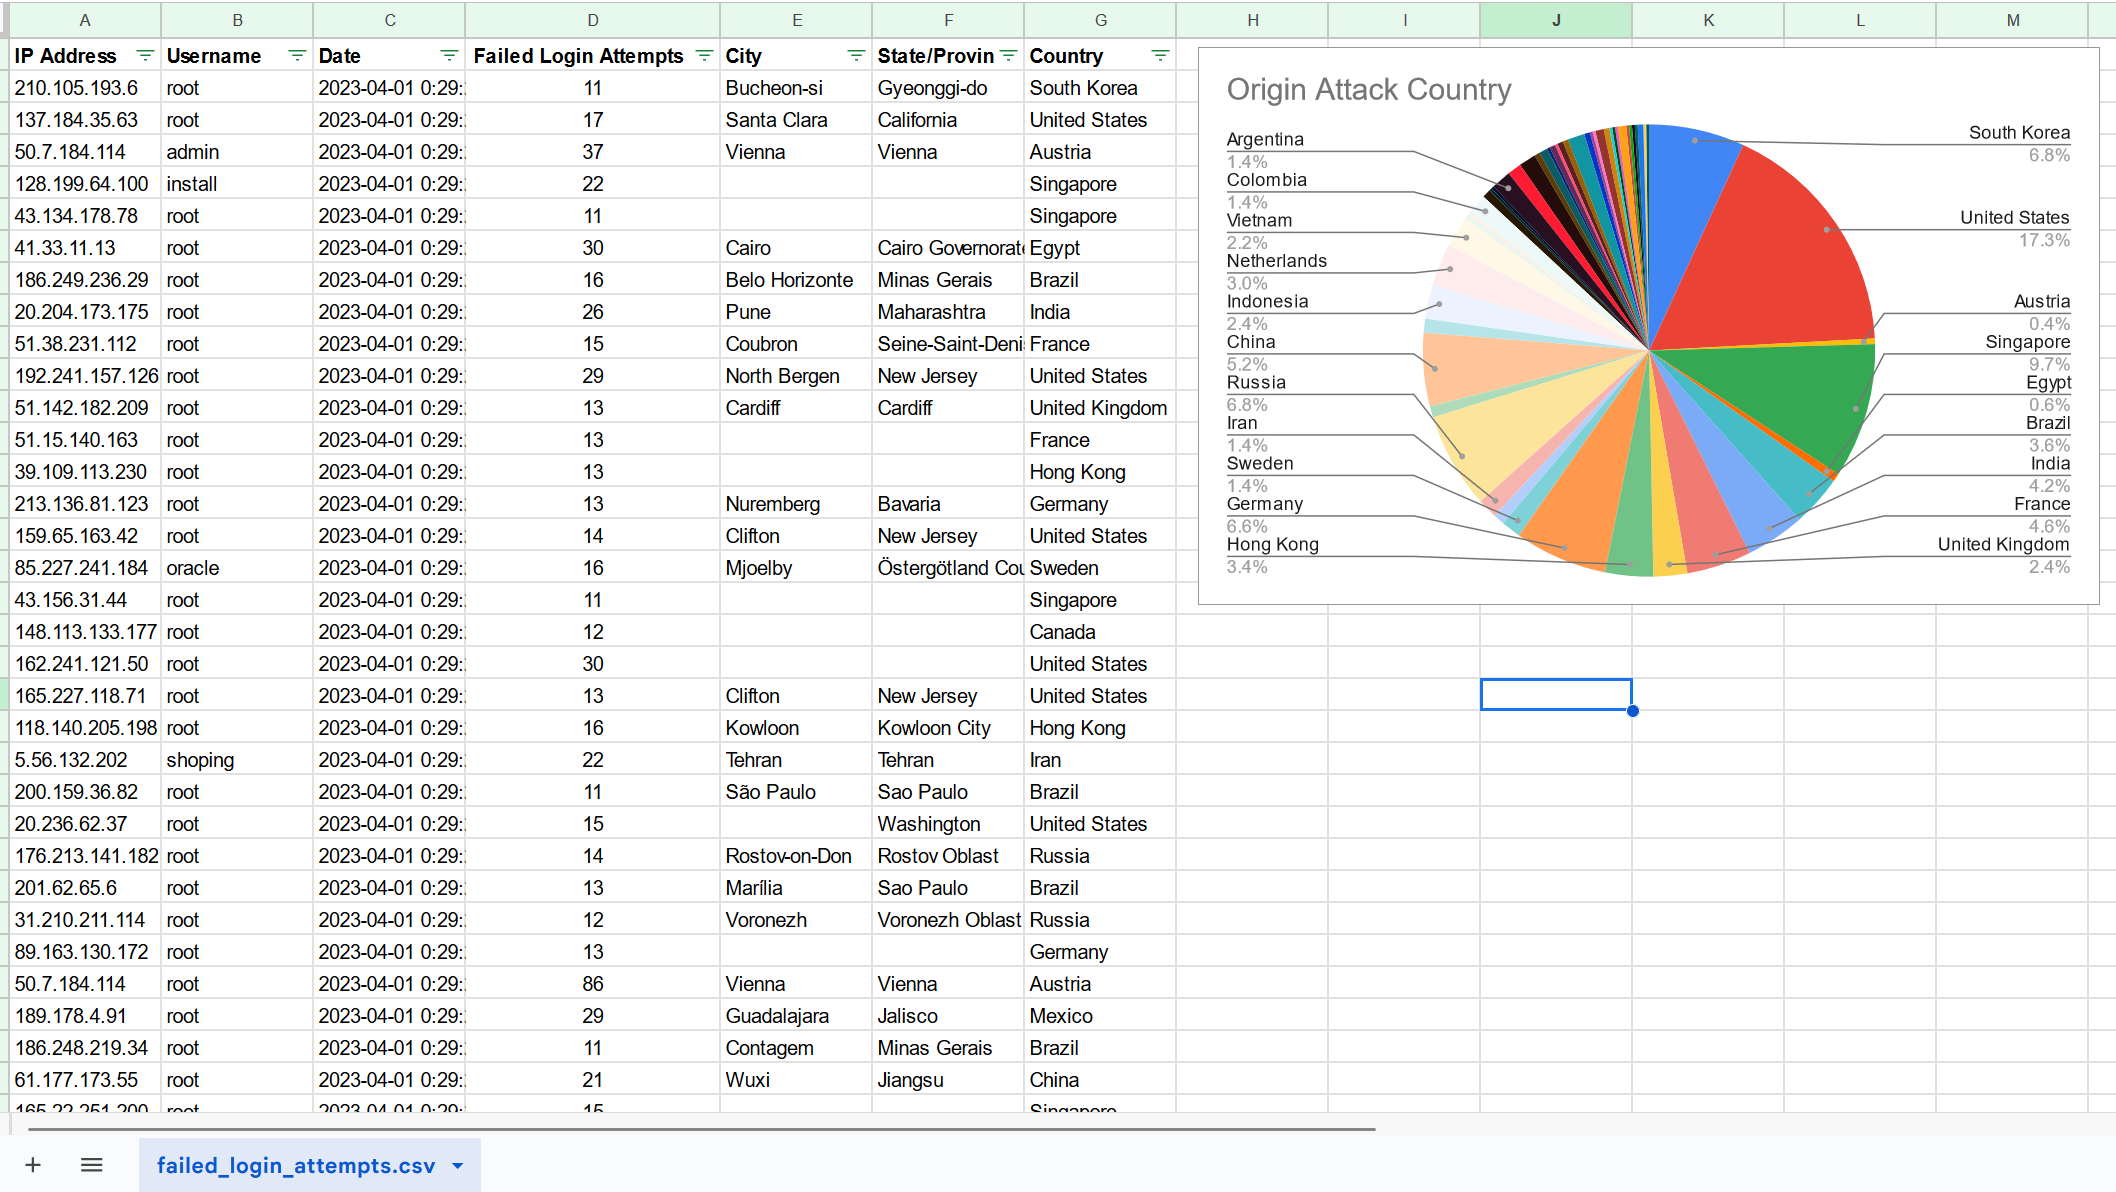 A B C D E F G H I J K L M
IP Address Username Date Failed Login Attempts City State/Provin Country
210.105.193.6 root 2023-04-01 0:29: 11 Bucheon-si Gyeonggi-do South Korea
137.184.35.63 root 2023-04-01 0:29: 17 Santa Clara California United States
50.7.184.114 admin 2023-04-01 0:29: 37 Vienna Vienna Austria
128.199.64.100 install 2023-04-01 0:29: 22 Singapore
43.134.178.78 root 2023-04-01 0:29: 11 Singapore
41.33.11.13 root 2023-04-01 0:29: 30 Cairo Cairo Governorate Egypt
186.249.236.29 root 2023-04-01 0:29: 16 Belo Horizonte Minas Gerais Brazil
20.204.173.175 root 2023-04-01 0:29: 26 Pune Maharashtra India
51.38.231.112 root 2023-04-01 0:29: 15 Coubron Seine-Saint-Denis France
192.241.157.126 root 2023-04-01 0:29: 29 North Bergen New Jersey United States
51.142.182.209 root 2023-04-01 0:29: 13 Cardiff Cardiff United Kingdom
51.15.140.163 root 2023-04-01 0:29: 13 France
39.109.113.230 root 2023-04-01 0:29: 13 Hong Kong
213.136.81.123 root 2023-04-01 0:29: 13 Nuremberg Bavaria Germany
159.65.163.42 root 2023-04-01 0:29: 14 Clifton New Jersey United States
85.227.241.184 oracle 2023-04-01 0:29: 16 Mjoelby Östergötland Cou Sweden
43.156.31.44 root 2023-04-01 0:29: 11 Singapore
148.113.133.177 root 2023-04-01 0:29: 12 Canada
162.241.121.50 root 2023-04-01 0:29: 30 United States
165.227.118.71 root 2023-04-01 0:29: 13 Clifton New Jersey United States
118.140.205.198 root 2023-04-01 0:29: 16 Kowloon Kowloon City Hong Kong
5.56.132.202 shoping 2023-04-01 0:29: 22 Tehran Tehran Iran
200.159.36.82 root 2023-04-01 0:29: 11 São Paulo Sao Paulo Brazil
20.236.62.37 root 2023-04-01 0:29: 15 Washington United States
176.213.141.182 root 2023-04-01 0:29: 14 Rostov-on-Don Rostov Oblast Russia
201.62.65.6 root 2023-04-01 0:29: 13 Marília Sao Paulo Brazil
31.210.211.114 root 2023-04-01 0:29: 12 Voronezh Voronezh Oblast Russia
89.163.130.172 root 2023-04-01 0:29: 13 Germany
50.7.184.114 root 2023-04-01 0:29: 86 Vienna Vienna Austria
189.178.4.91 root 2023-04-01 0:29: 29 Guadalajara Jalisco Mexico
186.248.219.34 root 2023-04-01 0:29: 11 Contagem Minas Gerais Brazil
61.177.173.55 root 2023-04-01 0:29: 21 Wuxi Jiangsu China
165.22.251.200 root 2023-04-01 0:29: 15 Singapore
Origin Attack Country
Argentina
1.4%
Colombia
1.4%
Vietnam
2.2%
Netherlands
3.0%
Indonesia
2.4%
China
5.2%
Russia
6.8%
Iran
1.4%
Sweden
1.4%
Germany
6.6%
Hong Kong
3.4%
South Korea
6.8%
United States
17.3%
Austria
0.4%
Singapore
9.7%
Egypt
0.6%
Brazil
3.6%
India
4.2%
France
4.6%
United Kingdom
2.4%
failed_login_attempts.csv